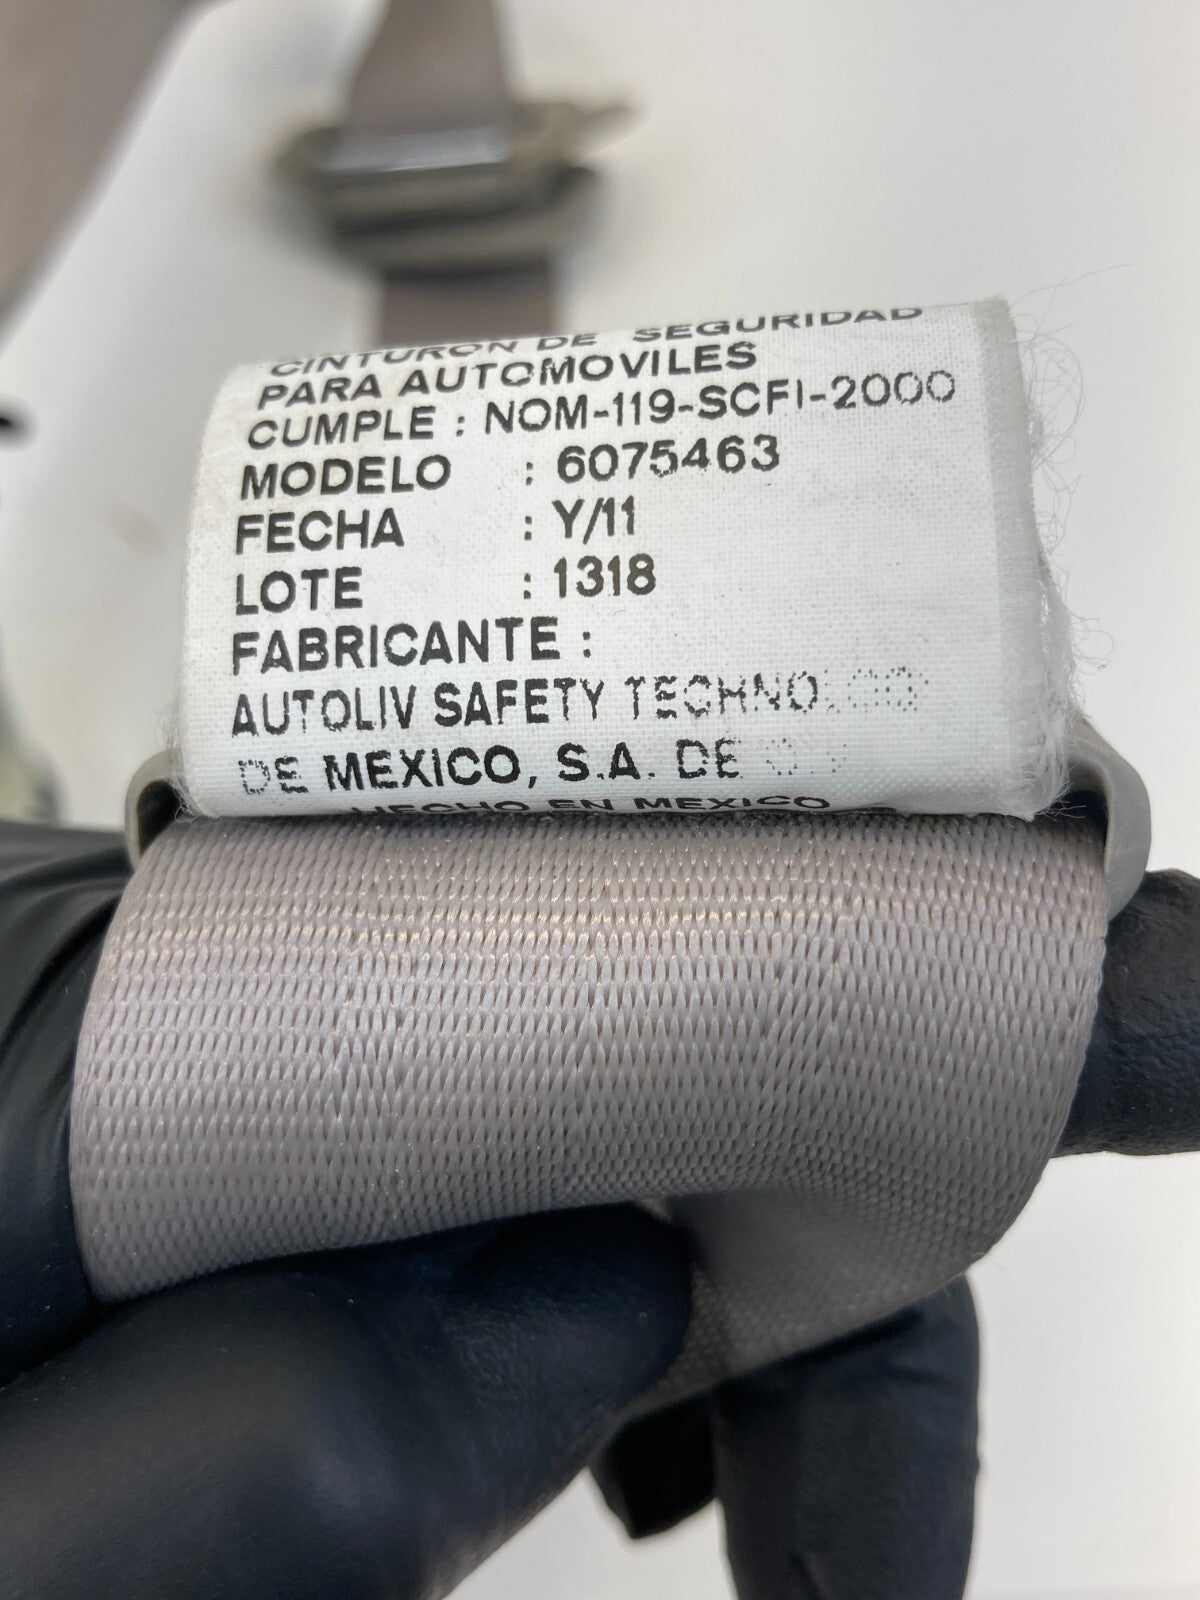 CINTURON DE SEGURIDAD
PARA AUTOMOVILES
CUMPLE : NOM-119-SCFI-2000
MODELO : 6075463
FECHA : Y/11
LOTE : 1318
FABRICANTE :
AUTOLIV SAFETY
DE MEXICO, S.A. DE
HECHO EN MEXICO